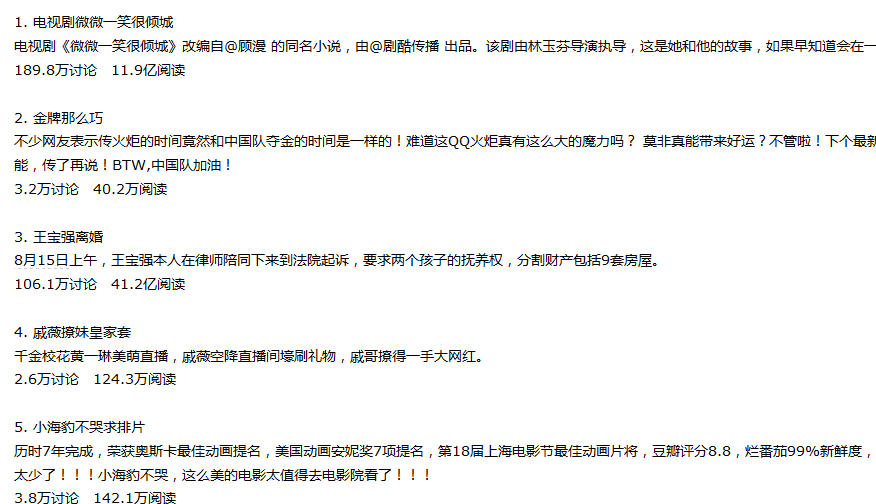 1. 电视剧微微一笑很倾城
电视剧《微微一笑很倾城》改编自@顾漫 的同名小说，由@剧酷传播 出品。该剧由林玉芬导演执导，这是她和他的故事，如果早知道会在一
189.8万讨论 11.9亿阅读
2. 金牌那么巧
不少网友表示传火炬的时间竟然和中国队夺金的时间是一样的！难道这QQ火炬真有这么大的魔力吗？ 莫非真能带来好运？不管啦！下个最新
能，传了再说！BTW,中国队加油！
3.2万讨论 40.2万阅读
3. 王宝强离婚
8月15日上午，王宝强本人在律师陪同下来到法院起诉，要求两个孩子的抚养权，分割财产包括9套房屋。
106.1万讨论 41.2亿阅读
4. 戚薇撩妹皇家套
千金校花黄一琳美萌直播，戚薇空降直播间壕刷礼物，戚哥撩得一手大网红。
2.6万讨论 124.3万阅读
5. 小海豹不哭求排片
历时7年完成，荣获奥斯卡最佳动画提名，美国动画安妮奖7项提名，第18届上海电影节最佳动画片将，豆瓣评分8.8，烂番茄99%新鲜度，
太少了！！！小海豹不哭，这么美的电影太值得去电影院看了！！！
3.8万讨论 142.1万阅读